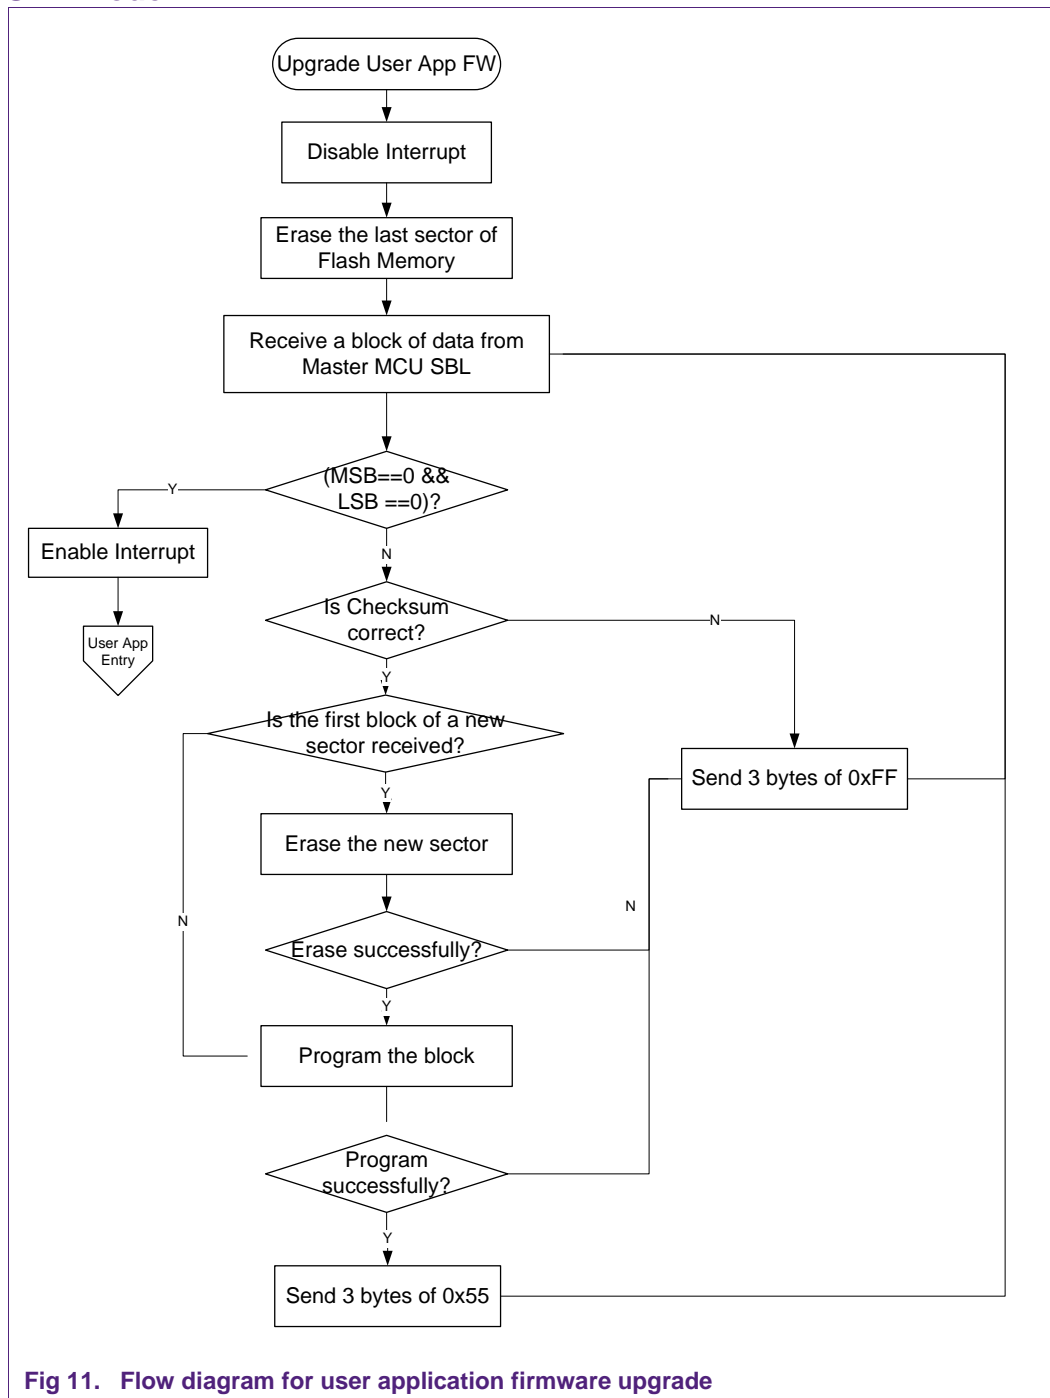 Upgrade User App FW
Disable Interrupt
Erase the last sector of
Flash Memory
Receive a block of data from
Master MCU SBL
(MSB==0 &&
LSB ==0)?
Y
Enable Interrupt
N
User App
Entry
Is Checksum
correct?
N
Y
Is the first block of a new
sector received?
Send 3 bytes of 0xFF
Y
Erase the new sector
N
N
Erase successfully?
Y
Program the block
Program
successfully?
Y
Send 3 bytes of 0x55
Fig 11. Flow diagram for user application firmware upgrade